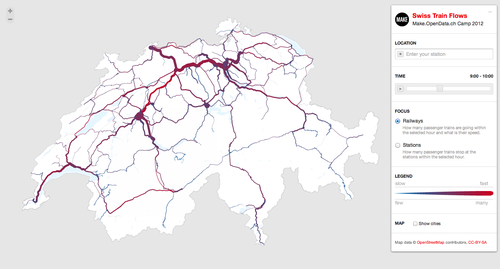 +
−
MAKE
Swiss Train Flows
Make.OpenData.ch Camp 2012
LOCATION
Enter your station
TIME
9:00 - 10:00
FOCUS
Railways
How many passenger trains are going within
the selected hour and what is their speed.
Stations
How many passenger trains stop at the
stations within the selected hour.
LEGEND
slow
fast
few
many
MAP
Show cities
Map data © OpenStreetMap contributors, CC-BY-SA